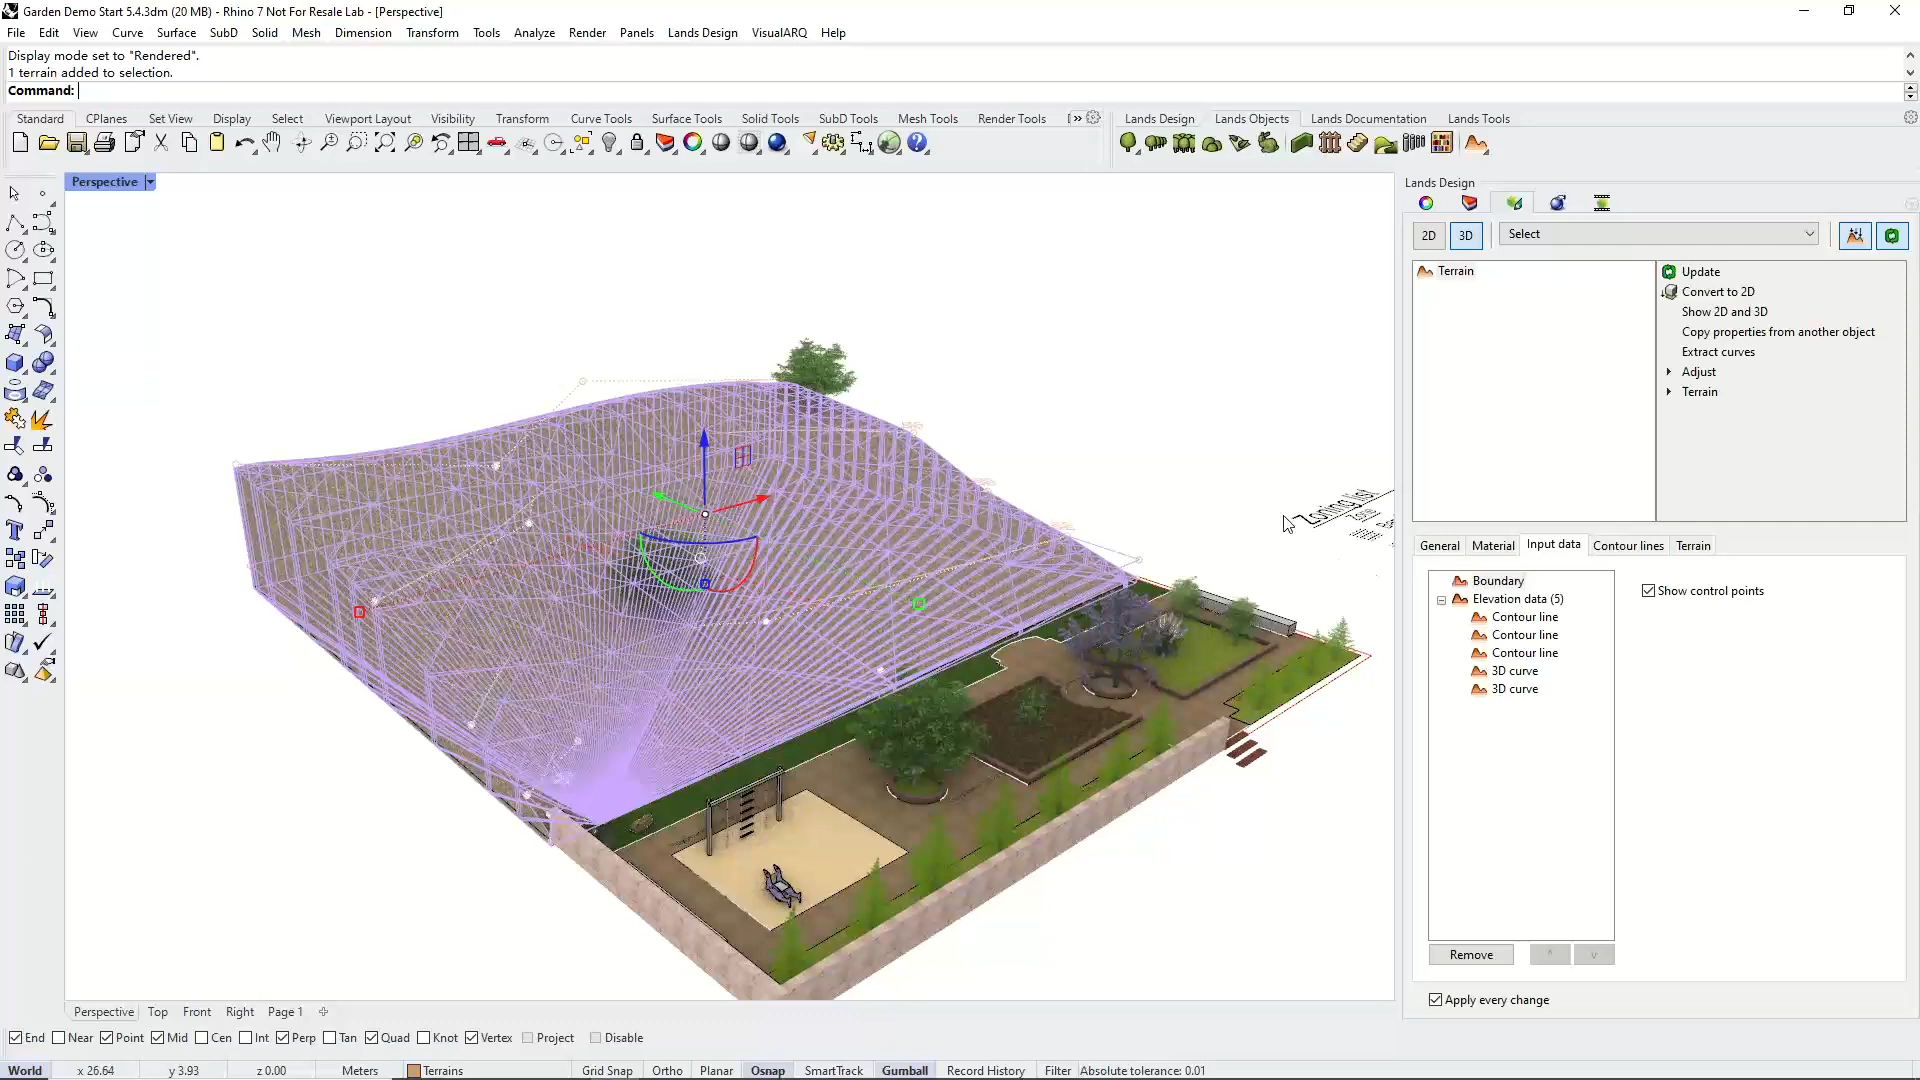 Garden Demo Start 5.4.3dm (20 MB) - Rhino 7 Not For Resale Lab - [Perspective]
File Edit View Curve Surface SubD Solid Mesh Dimension Transform Tools Analyze Render Panels Lands Design VisualARQ Help
Display mode set to "Rendered".
1 terrain added to selection.
Command:
Standard CPlanes Set View Display Select Viewport Layout Visibility Transform Curve Tools Surface Tools Solid Tools SubD Tools Mesh Tools Render Tools
Lands Design Lands Objects Lands Documentation Lands Tools
Perspective
Lands Design
2D 3D Select
Terrain
Update
Convert to 2D
Show 2D and 3D
Copy properties from another object
Extract curves
Adjust
Terrain
General Material Input data Contour lines Terrain
Boundary
Elevation data (5)
Contour line
Contour line
Contour line
3D curve
3D curve
Show control points
Remove
Apply every change
Perspective Top Front Right Page 1
End Near Point Mid Cen Int Perp Tan Quad Knot Vertex Project Disable
World x 26.64 y 3.93 z 0.00 Meters Terrains Grid Snap Ortho Planar Osnap SmartTrack Gumball Record History Filter Absolute tolerance: 0.01